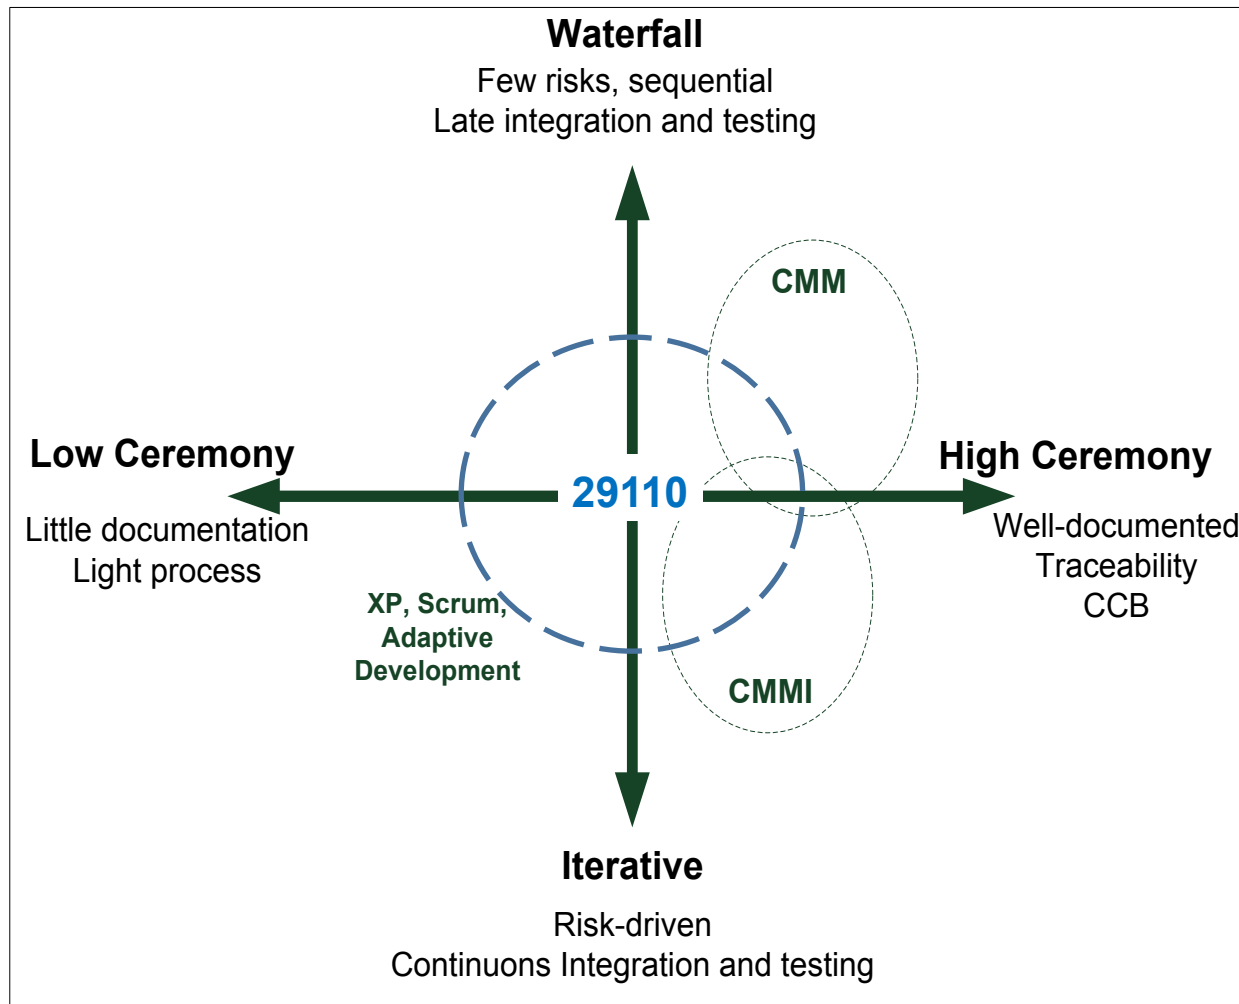 Waterfall
Few risks, sequential
Late integration and testing
CMM
Low Ceremony
Little documentation
Light process
29110
High Ceremony
Well-documented
Traceability
CCB
XP, Scrum,
Adaptive
Development
CMMI
Iterative
Risk-driven
Continuons Integration and testing